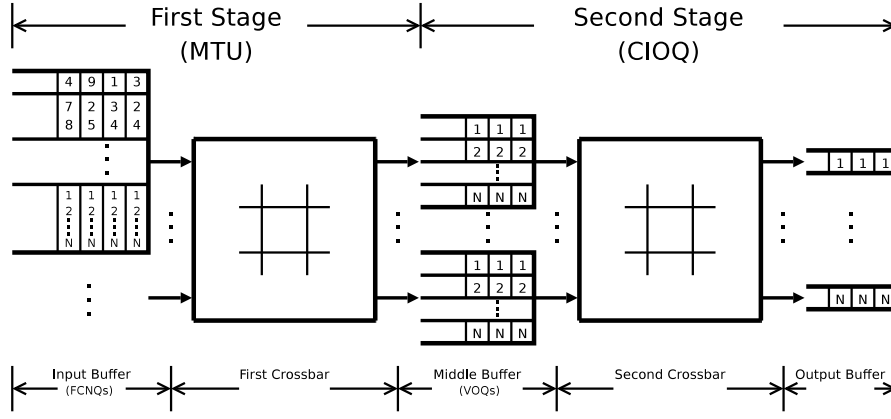 First Stage
(MTU)
Second Stage
(CIOQ)
4 9 1 3
7 2 3 2
8 5 4 4
1 1 1 1
2 2 2 2
N N N N
1 1 1
2 2 2
N N N
1 1 1
2 2 2
N N N
1 1 1
N N N
Input Buffer
(FCNQs)
First Crossbar
Middle Buffer
(VOQs)
Second Crossbar
Output Buffer